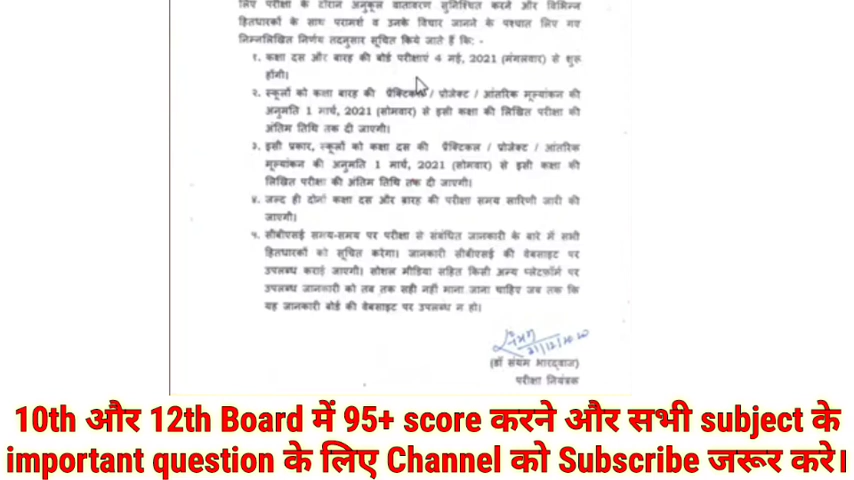 लिए परीक्षा के दौरान अनुकूल वातावरण सुनिश्चित करने और विभिन्न
हितधारकों के साथ परामर्श व उनके विचार जानने के पश्चात लिए गए
निम्नलिखित निर्णय तदनुसार सूचित किये जाते हैं कि: -
१. कक्षा दस और बारह की बोर्ड परीक्षाएं 4 मई, 2021 (मंगलवार) से शुरू
होंगी।
२. स्कूलों को कक्षा बारह की प्रैक्टिकल / प्रोजेक्ट / आंतरिक मूल्यांकन की
अनुमति 1 मार्च, 2021 (सोमवार) से इसी कक्षा की लिखित परीक्षा की
अंतिम तिथि तक दी जाएगी।
३. इसी प्रकार, स्कूलों को कक्षा दस की प्रैक्टिकल / प्रोजेक्ट / आंतरिक
मूल्यांकन की अनुमति 1 मार्च, 2021 (सोमवार) से इसी कक्षा की
लिखित परीक्षा की अंतिम तिथि तक दी जाएगी।
४. जल्द ही दोनों कक्षा दस और बारह की परीक्षा समय सारिणी जारी की
जाएगी।
५. सीबीएसई समय-समय पर परीक्षा से संबंधित जानकारी के बारे में सभी
हितधारकों को सूचित करेगा। जानकारी सीबीएसई की वेबसाइट पर
उपलब्ध कराई जाएगी। सोशल मीडिया सहित किसी अन्य प्लेटफ़ॉर्म पर
उपलब्ध जानकारी को तब तक सही नहीं माना जाना चाहिए जब तक कि
यह जानकारी बोर्ड की वेबसाइट पर उपलब्ध न हो।
31/12/2020
(डॉ संयम भारद्वाज)
परीक्षा नियंत्रक
10th और 12th Board में 95+ score करने और सभी subject के
important question के लिए Channel को Subscribe जरूर करे।